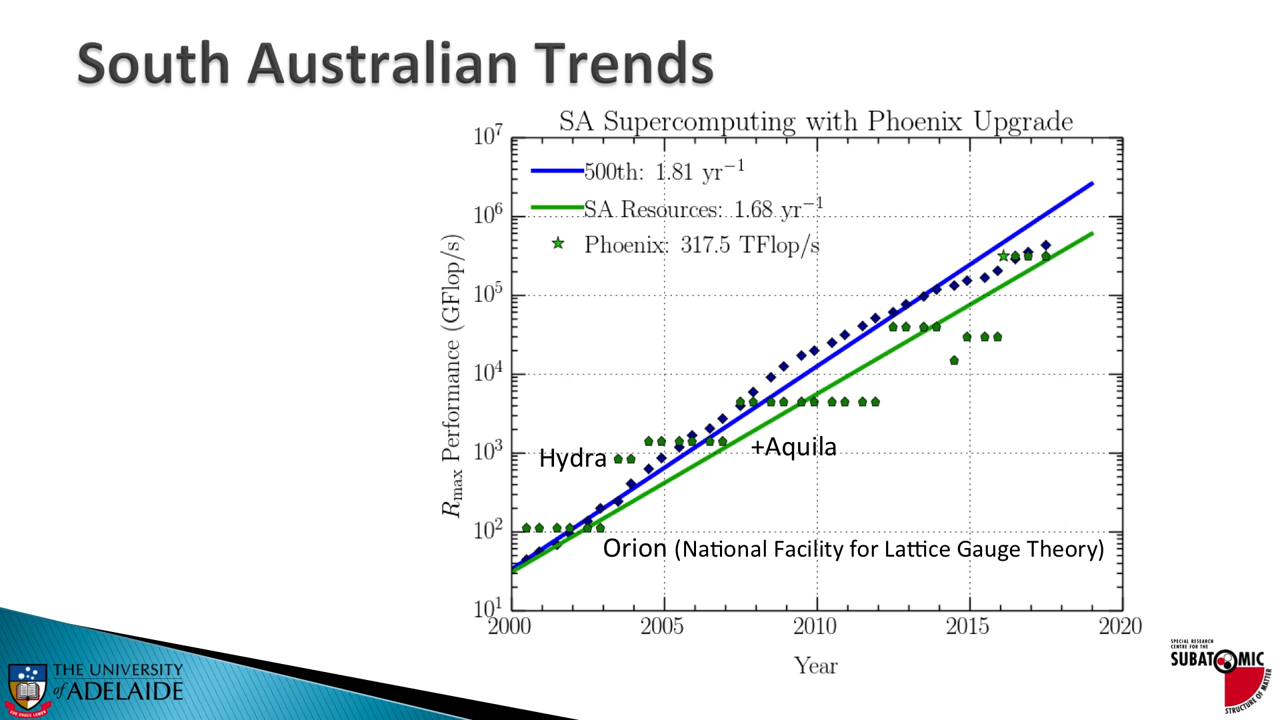 South Australian Trends
SA Supercomputing with Phoenix Upgrade
10⁷
10⁶
10⁵
10⁴
10³
10²
10¹
R_max Performance (GFlop/s)
500th: 1.81 yr⁻¹
SA Resources: 1.68 yr⁻¹
Phoenix: 317.5 TFlop/s
Hydra
+Aquila
Orion (National Facility for Lattice Gauge Theory)
2000 2005 2010 2015 2020
Year
THE UNIVERSITY
of ADELAIDE
SPECIAL RESEARCH
CENTRE FOR THE
SUBATOMIC
STRUCTURE OF MATTER